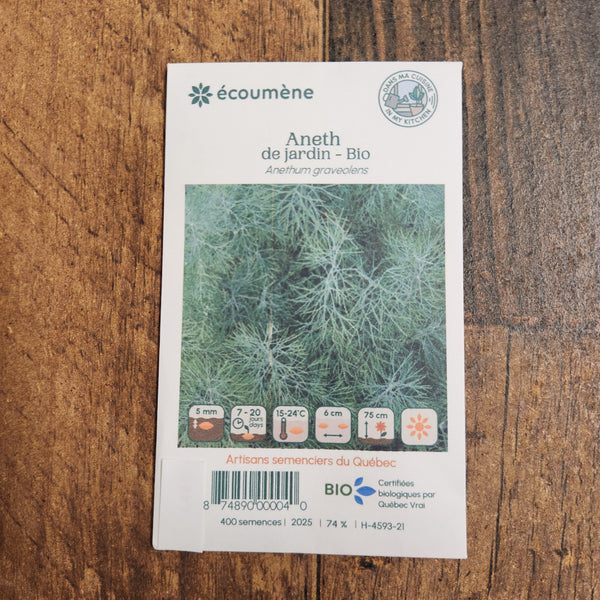 écoumène
DANS MA CUISINE
IN MY KITCHEN
Aneth
de jardin - Bio
Anethum graveolens
5 mm
7 - 20
jours
days
15-24°C
6 cm
75 cm
Artisans semenciers du Québec
8 74890 00004 0
BIO
Certifiées
biologiques par
Québec Vrai
400 semences | 2025 | 74 % | H-4593-21